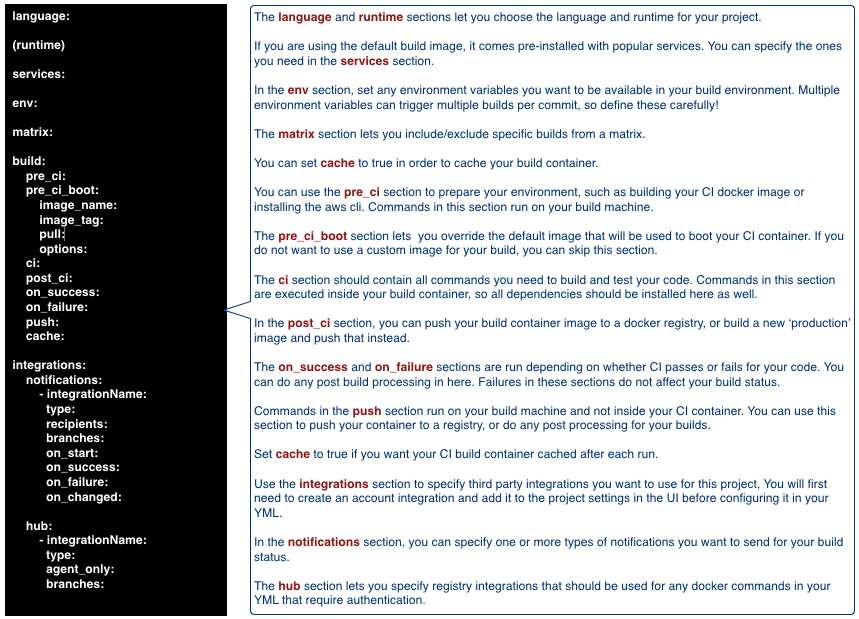 language:
(runtime)
services:
env:
matrix:
build:
pre_ci:
pre_ci_boot:
image_name:
image_tag:
pull:
options:
ci:
post_ci:
on_success:
on_failure:
push:
cache:
integrations:
notifications:
- integrationName:
type:
recipients:
branches:
on_start:
on_success:
on_failure:
on_changed:
hub:
- integrationName:
type:
agent_only:
branches:
The language and runtime sections let you choose the language and runtime for your project.
If you are using the default build image, it comes pre-installed with popular services. You can specify the ones
you need in the services section.
In the env section, set any environment variables you want to be available in your build environment. Multiple
environment variables can trigger multiple builds per commit, so define these carefully!
The matrix section lets you include/exclude specific builds from a matrix.
You can set cache to true in order to cache your build container.
You can use the pre_ci section to prepare your environment, such as building your CI docker image or
installing the aws cli. Commands in this section run on your build machine.
The pre_ci_boot section lets  you override the default image that will be used to boot your CI container. If you
do not want to use a custom image for your build, you can skip this section.
The ci section should contain all commands you need to build and test your code. Commands in this section
are executed inside your build container, so all dependencies should be installed here as well.
In the post_ci section, you can push your build container image to a docker registry, or build a new ‘production’
image and push that instead.
The on_success and on_failure sections are run depending on whether CI passes or fails for your code. You
can do any post build processing in here. Failures in these sections do not affect your build status.
Commands in the push section run on your build machine and not inside your CI container. You can use this
section to push your container to a registry, or do any post processing for your builds.
Set cache to true if you want your CI build container cached after each run.
Use the integrations section to specify third party integrations you want to use for this project, You will first
need to create an account integration and add it to the project settings in the UI before configuring it in your
YML.
In the notifications section, you can specify one or more types of notifications you want to send for your build
status.
The hub section lets you specify registry integrations that should be used for any docker commands in your
YML that require authentication.